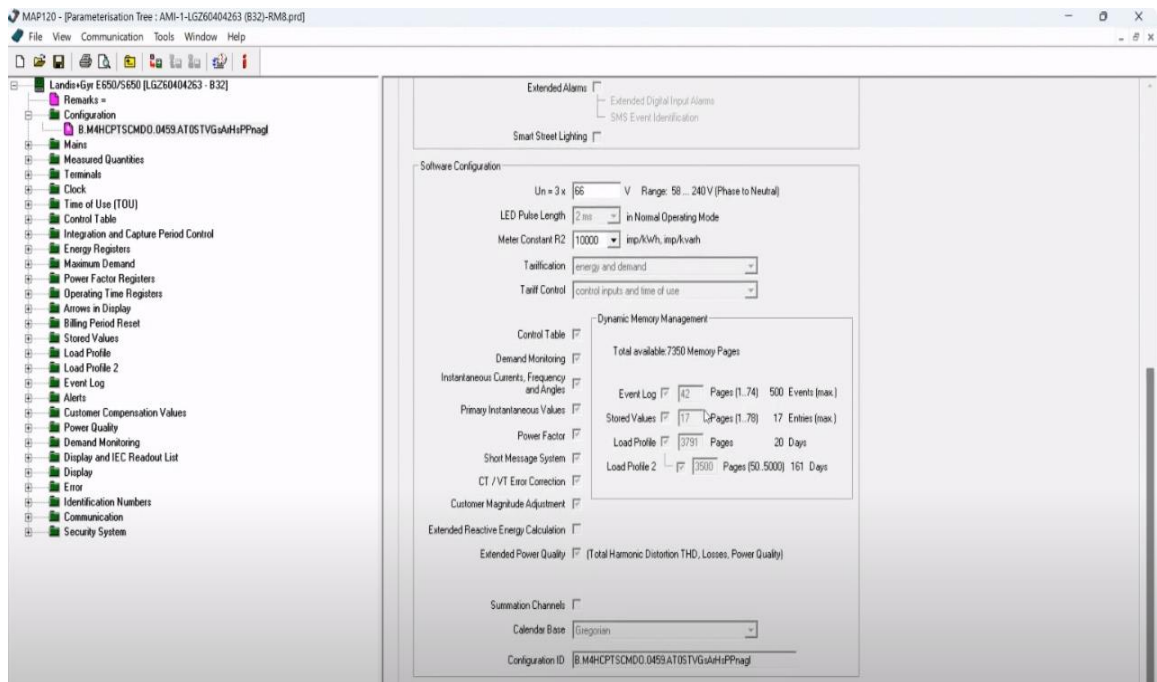 MAP120 - [Parameterisation Tree : AMI-1-LGZ60404263 (B32)-RM8.prd]
File View Communication Tools Window Help
Landis+Gyr E650/S650 [LGZ60404263 - B32]
Remarks =
Configuration
B.M4HCPTSCMDO.0459.AT0STVGsArHsPPnagl
Mains
Measured Quantities
Terminals
Clock
Time of Use (TOU)
Control Table
Integration and Capture Period Control
Energy Registers
Maximum Demand
Power Factor Registers
Operating Time Registers
Arrows in Display
Billing Period Reset
Stored Values
Load Profile
Load Profile 2
Event Log
Alerts
Customer Compensation Values
Power Quality
Demand Monitoring
Display and IEC Readout List
Display
Error
Identification Numbers
Communication
Security System
Extended Alarms
Extended Digital Input Alarms
SMS Event Identification
Smart Street Lighting
Software Configuration
Un = 3 x 66 V Range: 58 ... 240 V (Phase to Neutral)
LED Pulse Length 2 ms in Normal Operating Mode
Meter Constant R2 10000 imp/kWh, imp/kvarh
Tariffication energy and demand
Tariff Control control inputs and time of use
Control Table
Demand Monitoring
Instantaneous Currents, Frequency
and Angles
Primary Instantaneous Values
Power Factor
Short Message System
CT / VT Error Correction
Customer Magnitude Adjustment
Extended Reactive Energy Calculation
Extended Power Quality (Total Harmonic Distortion THD, Losses, Power Quality)
Dynamic Memory Management
Total available:7350 Memory Pages
Event Log 42 Pages (1..74) 500 Events (max.)
Stored Values 17 Pages (1..78) 17 Entries (max.)
Load Profile 3791 Pages 20 Days
Load Profile 2 3500 Pages (50..5000) 161 Days
Summation Channels
Calendar Base Gregorian
Configuration ID B.M4HCPTSCMDO.0459.AT0STVGsArHsPPnagl